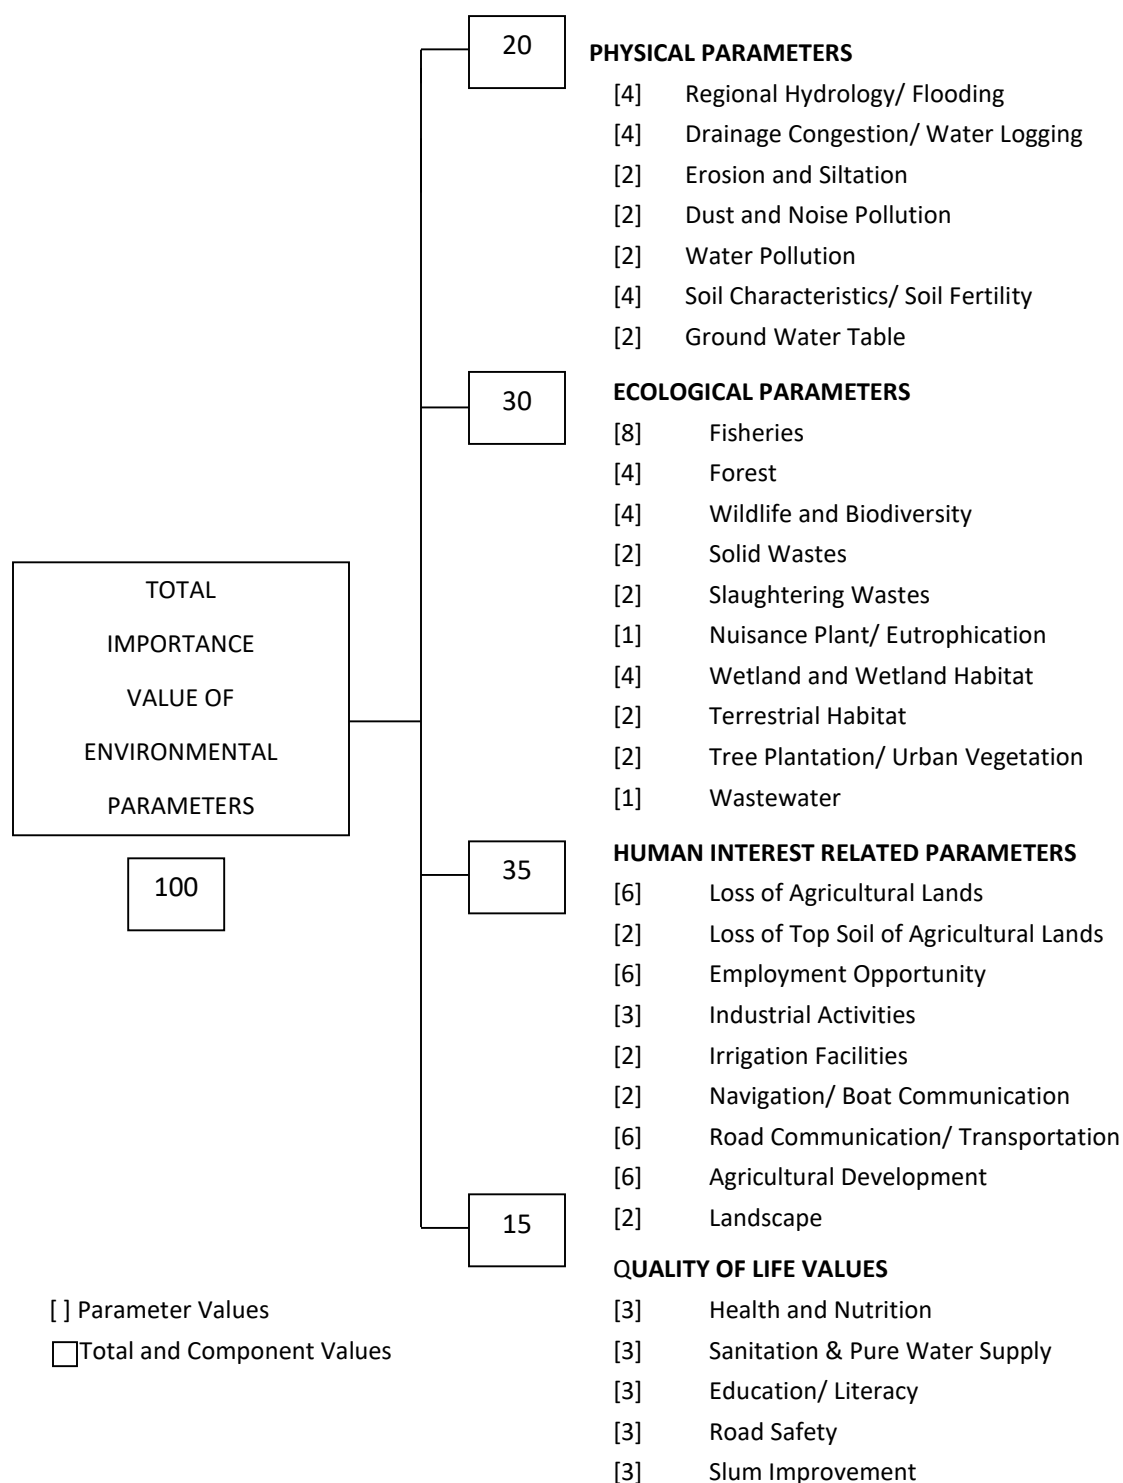 20
PHYSICAL PARAMETERS
[4] Regional Hydrology/ Flooding
[4] Drainage Congestion/ Water Logging
[2] Erosion and Siltation
[2] Dust and Noise Pollution
[2] Water Pollution
[4] Soil Characteristics/ Soil Fertility
[2] Ground Water Table
30
ECOLOGICAL PARAMETERS
[8] Fisheries
[4] Forest
[4] Wildlife and Biodiversity
[2] Solid Wastes
[2] Slaughtering Wastes
[1] Nuisance Plant/ Eutrophication
[4] Wetland and Wetland Habitat
[2] Terrestrial Habitat
[2] Tree Plantation/ Urban Vegetation
[1] Wastewater
TOTAL
IMPORTANCE
VALUE OF
ENVIRONMENTAL
PARAMETERS
100
35
HUMAN INTEREST RELATED PARAMETERS
[6] Loss of Agricultural Lands
[2] Loss of Top Soil of Agricultural Lands
[6] Employment Opportunity
[3] Industrial Activities
[2] Irrigation Facilities
[2] Navigation/ Boat Communication
[6] Road Communication/ Transportation
[6] Agricultural Development
[2] Landscape
15
QUALITY OF LIFE VALUES
[3] Health and Nutrition
[3] Sanitation & Pure Water Supply
[3] Education/ Literacy
[3] Road Safety
[3] Slum Improvement
[ ] Parameter Values
Total and Component Values